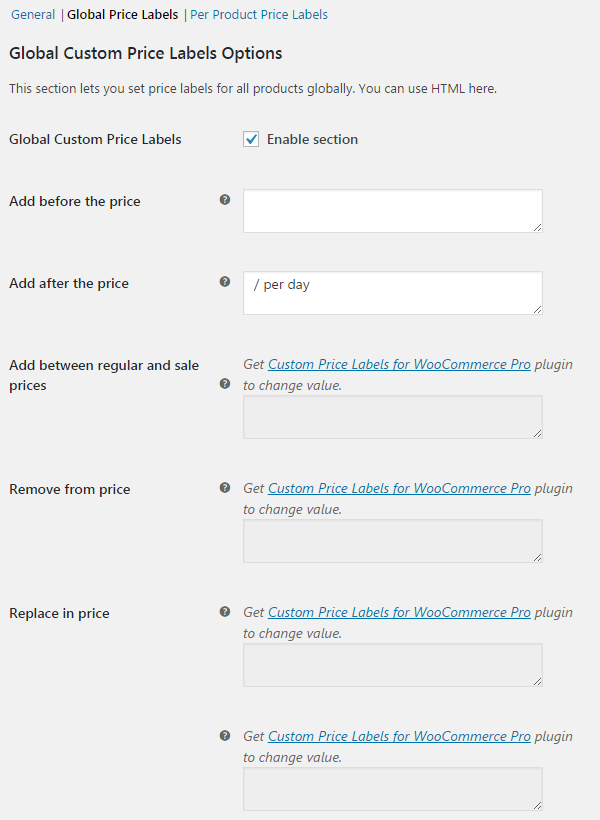 General | Global Price Labels | Per Product Price Labels
Global Custom Price Labels Options
This section lets you set price labels for all products globally. You can use HTML here.
Global Custom Price Labels Enable section
Add before the price ?
Add after the price ? / per day
Add between regular and sale prices ?
Get Custom Price Labels for WooCommerce Pro plugin
to change value.
Remove from price ?
Get Custom Price Labels for WooCommerce Pro plugin
to change value.
Replace in price ?
Get Custom Price Labels for WooCommerce Pro plugin
to change value.
?
Get Custom Price Labels for WooCommerce Pro plugin
to change value.